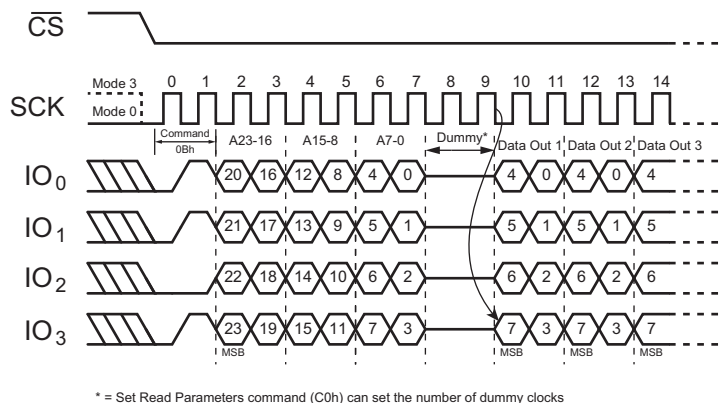 CS
Mode 3
Mode 0
SCK
0 1 2 3 4 5 6 7 8 9 10 11 12 13 14
Command
0Bh
A23-16
A15-8
A7-0
Dummy*
Data Out 1
Data Out 2
Data Out 3
IO0
20 16 12 8 4 0 4 0 4 0 4
IO1
21 17 13 9 5 1 5 1 5 1 5
IO2
22 18 14 10 6 2 6 2 6 2 6
IO3
23 19 15 11 7 3 7 3 7 3 7
MSB MSB MSB MSB
* = Set Read Parameters command (C0h) can set the number of dummy clocks